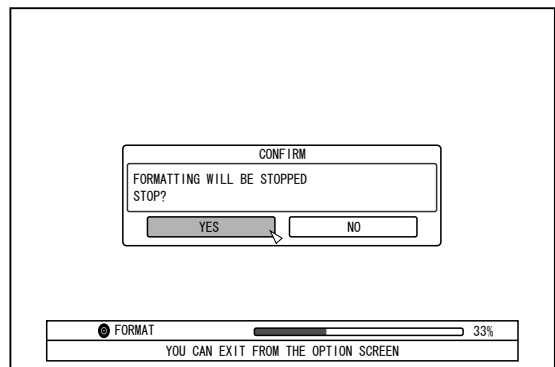 CONFIRM
FORMATTING WILL BE STOPPED
STOP?
YES NO
FORMAT 33%
YOU CAN EXIT FROM THE OPTION SCREEN